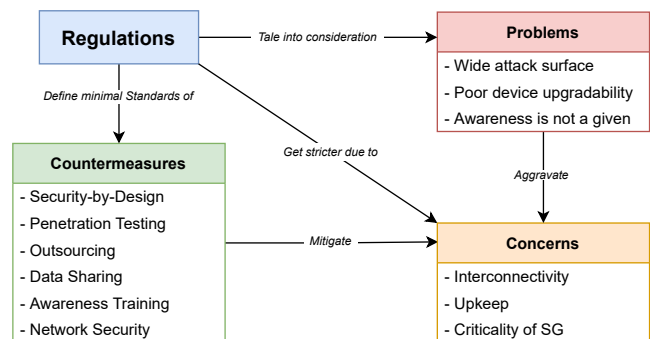 Regulations
Tale into consideration
Problems
- Wide attack surface
- Poor device upgradability
- Awareness is not a given
Define minimal Standards of
Get stricter due to
Aggravate
Countermeasures
- Security-by-Design
- Penetration Testing
- Outsourcing
- Data Sharing
- Awareness Training
- Network Security
Mitigate
Concerns
- Interconnectivity
- Upkeep
- Criticality of SG